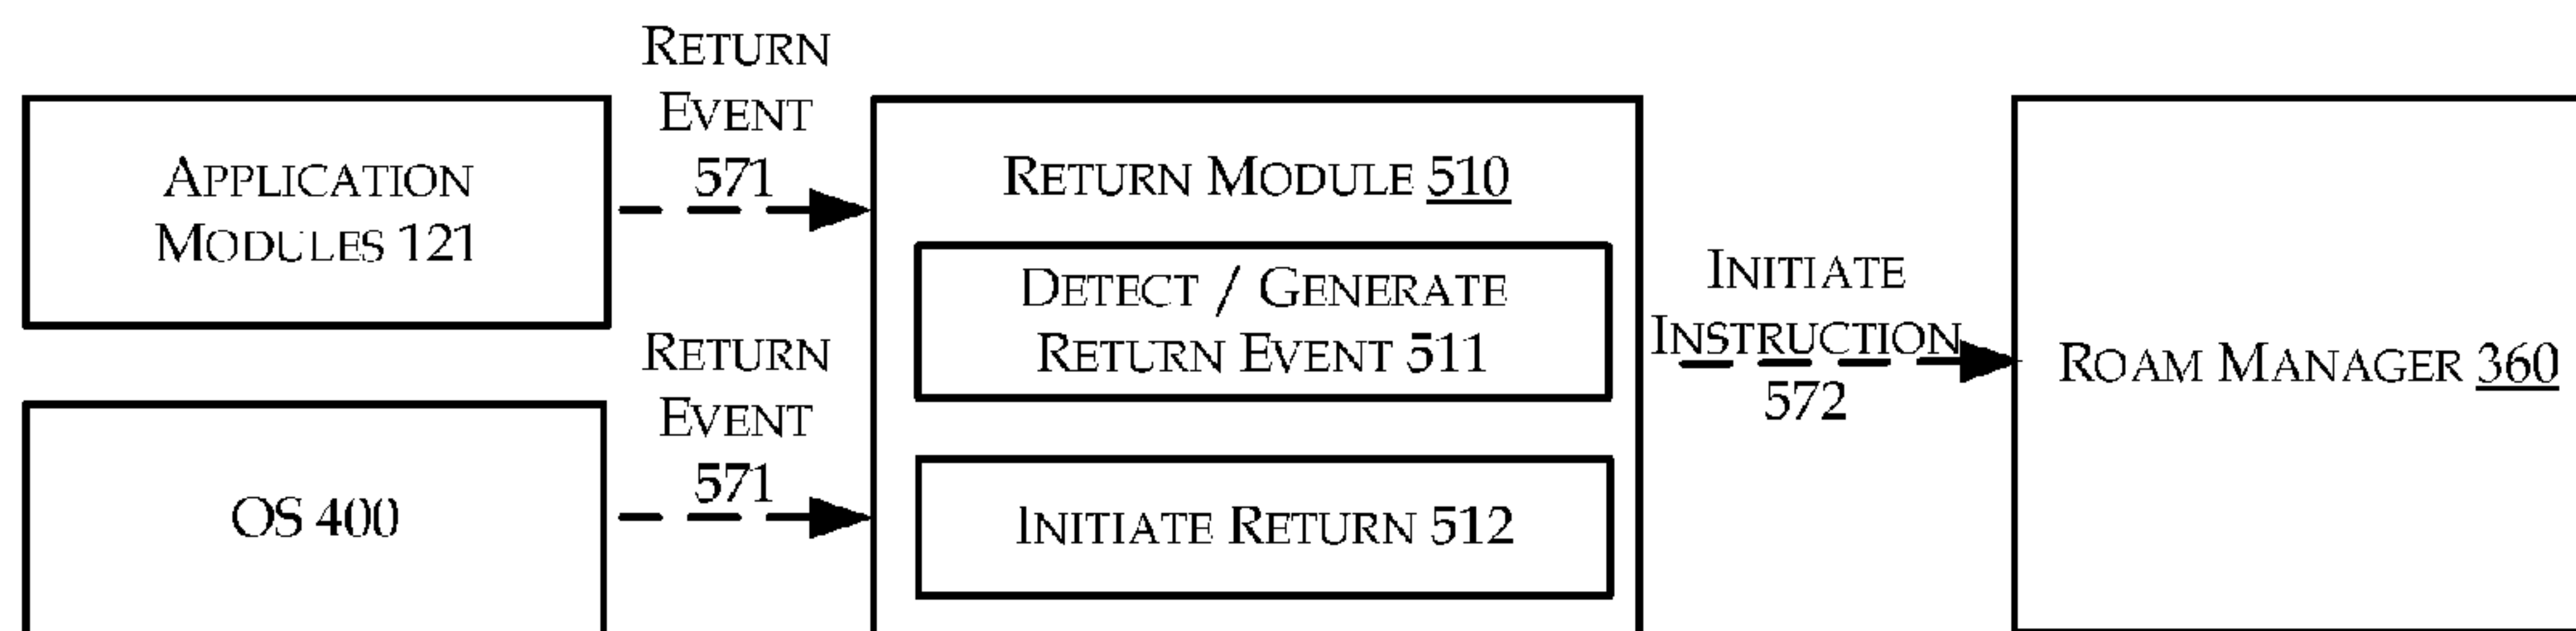 RETURN
EVENT
571
APPLICATION
MODULES 121
RETURN
EVENT
571
OS 400
RETURN MODULE 510
DETECT / GENERATE
RETURN EVENT 511
INITIATE RETURN 512
INITIATE
INSTRUCTION
572
ROAM MANAGER 360